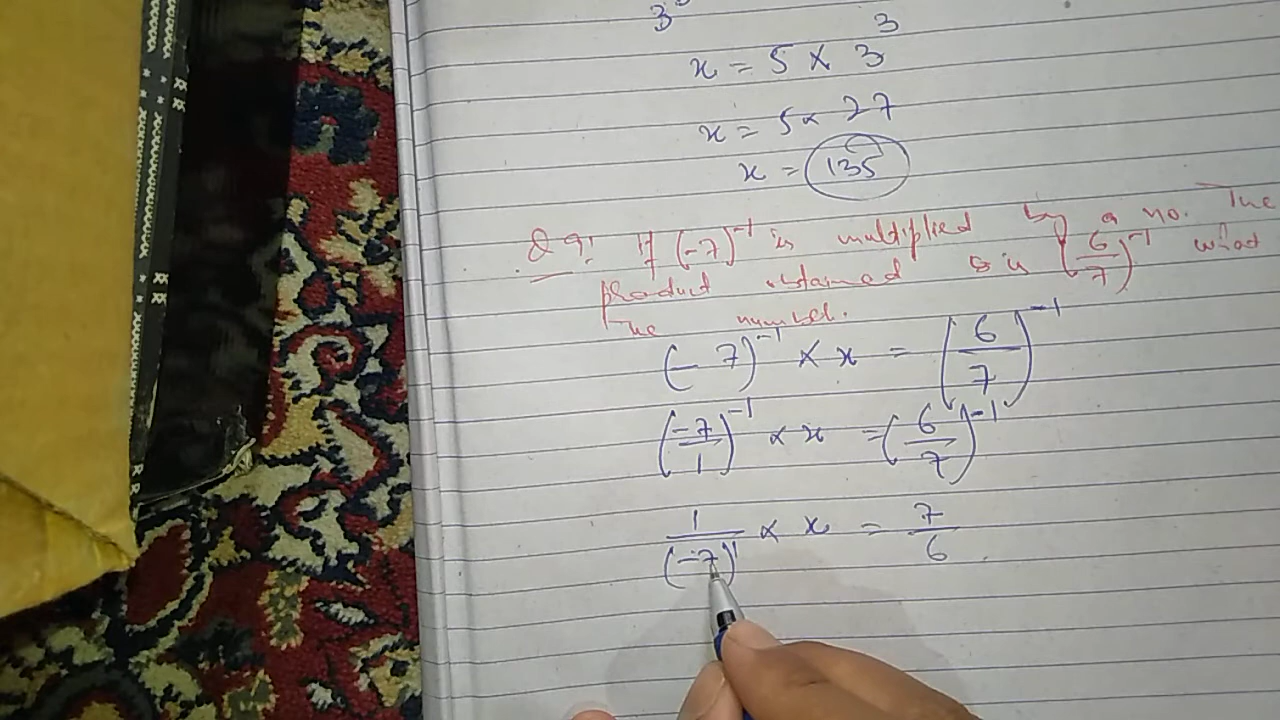 3
x = 5 × 3³
x = 5 × 27
x = 135
Q 9! If (-7)⁻¹ is multiplied by a no. The
product obtained is (6/7)⁻¹ what
the number.
(-7)⁻¹ × x = (6/7)⁻¹
(-7/1)⁻¹ × x = (6/7)⁻¹
1/(-7)¹ × x = 7/6